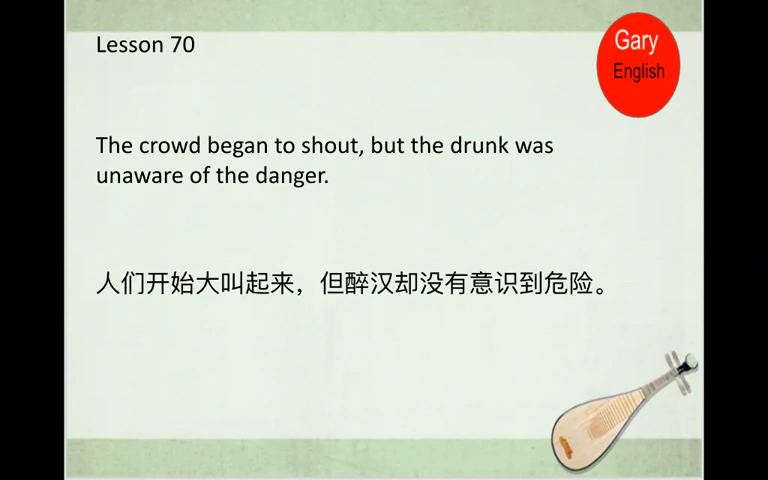 Lesson 70
Gary
English
The crowd began to shout, but the drunk was
unaware of the danger.
人们开始大叫起来，但醉汉却没有意识到危险。